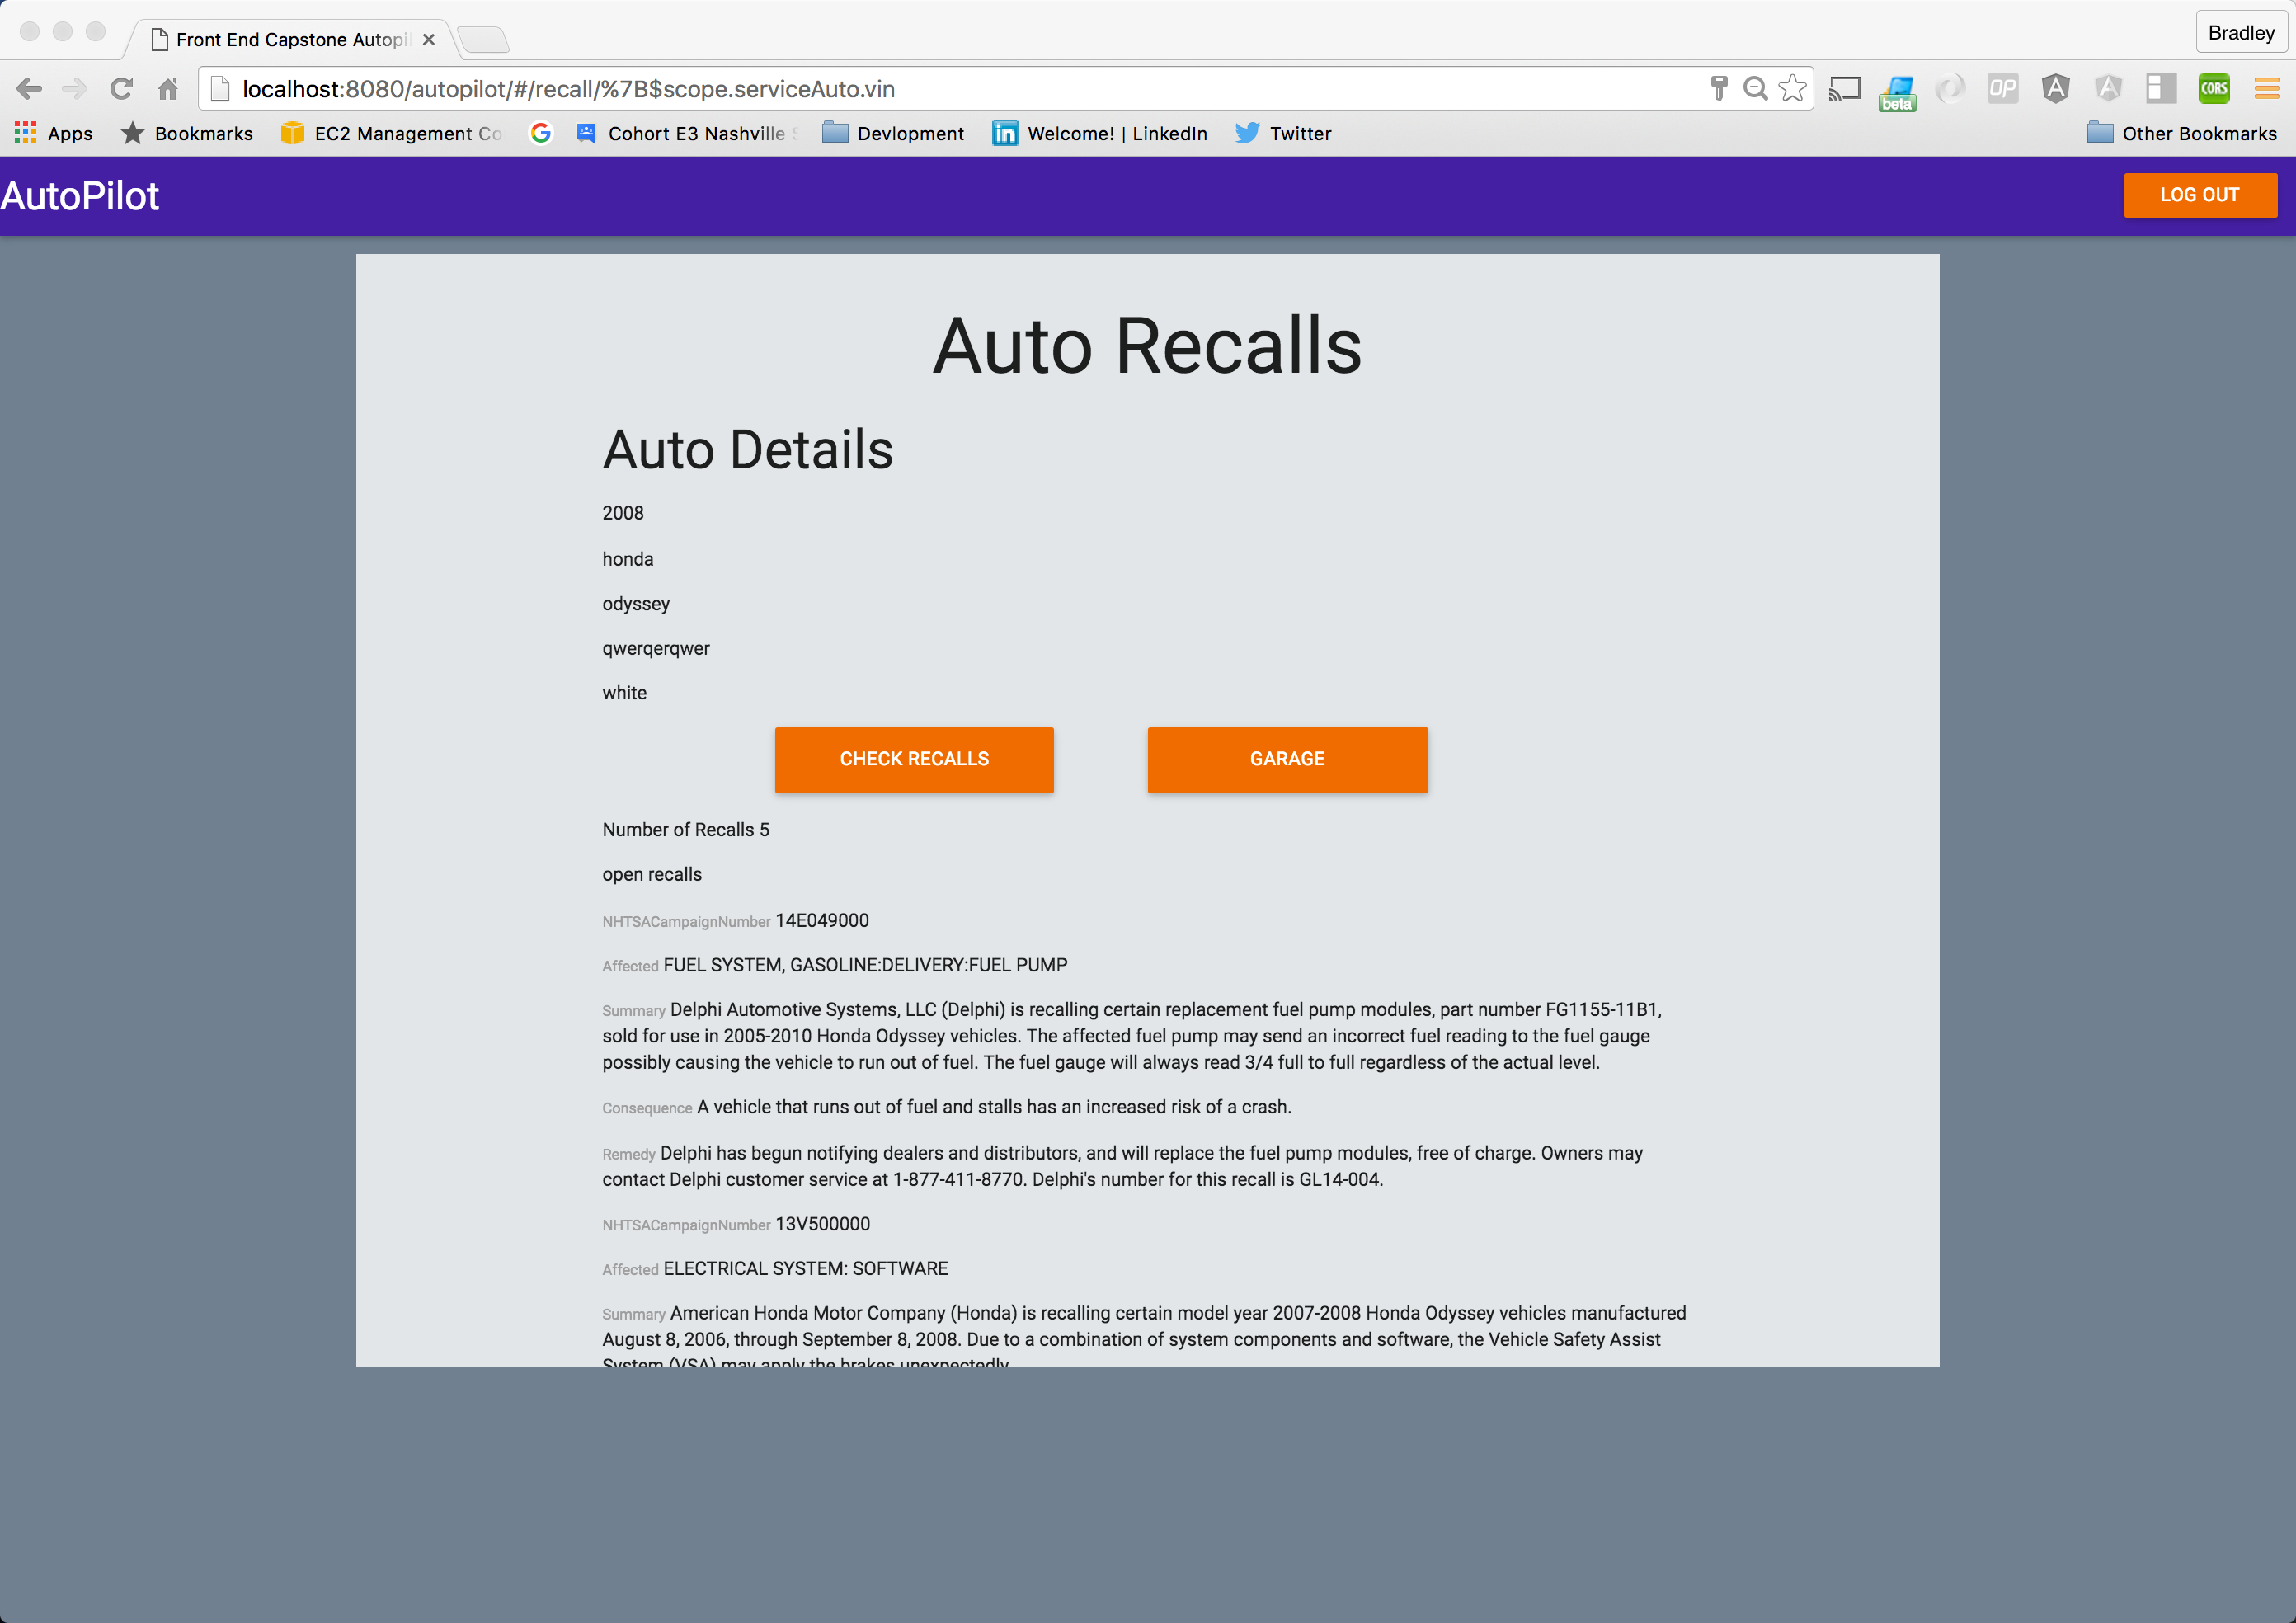 Front End Capstone Autopi
Bradley
localhost:8080/autopilot/#/recall/%7B$scope.serviceAuto.vin
OP
A
A
CORS
beta
Apps
Bookmarks
EC2 Management Co
G
Cohort E3 Nashville
Devlopment
in
Welcome! | LinkedIn
Twitter
Other Bookmarks
AutoPilot
LOG OUT
Auto Recalls
Auto Details
2008
honda
odyssey
qwerqerqwer
white
CHECK RECALLS
GARAGE
Number of Recalls 5
open recalls
NHTSACampaignNumber 14E049000
Affected FUEL SYSTEM, GASOLINE:DELIVERY:FUEL PUMP
Summary Delphi Automotive Systems, LLC (Delphi) is recalling certain replacement fuel pump modules, part number FG1155-11B1,
sold for use in 2005-2010 Honda Odyssey vehicles. The affected fuel pump may send an incorrect fuel reading to the fuel gauge
possibly causing the vehicle to run out of fuel. The fuel gauge will always read 3/4 full to full regardless of the actual level.
Consequence A vehicle that runs out of fuel and stalls has an increased risk of a crash.
Remedy Delphi has begun notifying dealers and distributors, and will replace the fuel pump modules, free of charge. Owners may
contact Delphi customer service at 1-877-411-8770. Delphi's number for this recall is GL14-004.
NHTSACampaignNumber 13V500000
Affected ELECTRICAL SYSTEM: SOFTWARE
Summary American Honda Motor Company (Honda) is recalling certain model year 2007-2008 Honda Odyssey vehicles manufactured
August 8, 2006, through September 8, 2008. Due to a combination of system components and software, the Vehicle Safety Assist
System (VSA) may apply the brakes unexpectedly